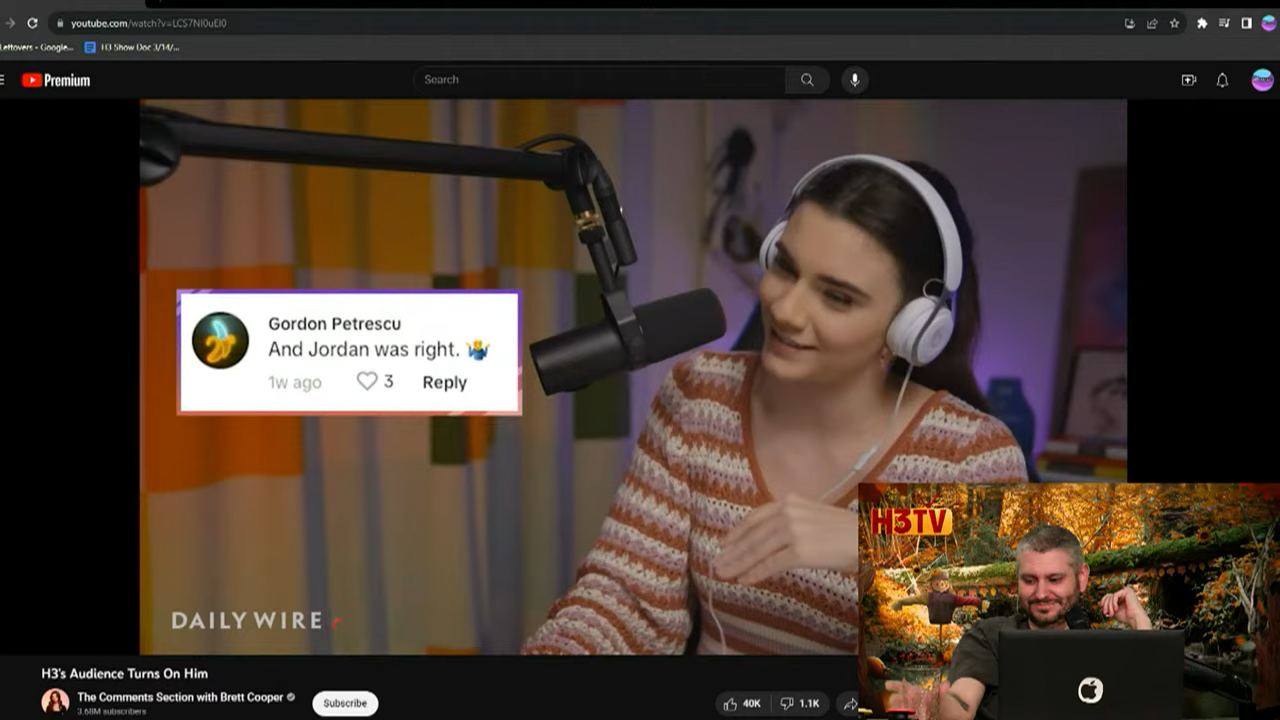 youtube.com/watch?v=LCS7NI0uEI0
Leftovers - Google...
H3 Show Doc 3/14/...
Premium
Search
Gordon Petrescu
And Jordan was right. 🤷‍♂️
1w ago
3
Reply
DAILY WIRE
H3TV
H3's Audience Turns On Him
The Comments Section with Brett Cooper
3.68M subscribers
Subscribe
40K
1.1K